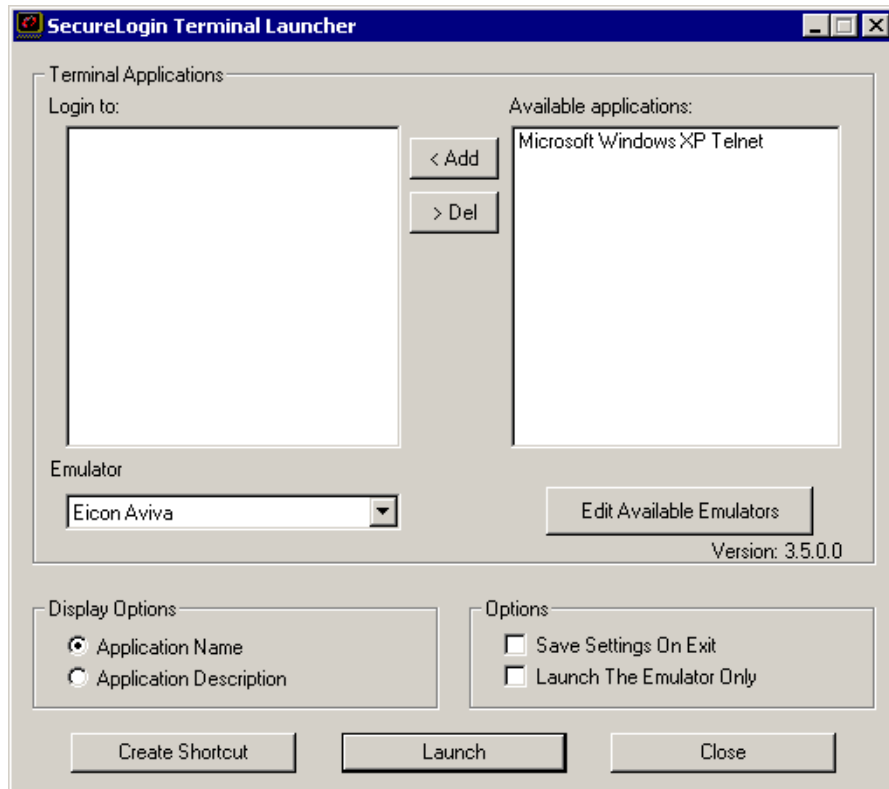 SecureLogin Terminal Launcher
Terminal Applications
Login to:
Available applications:
Microsoft Windows XP Telnet
< Add
> Del
Emulator
Eicon Aviva
Edit Available Emulators
Version: 3.5.0.0
Display Options
Application Name
Application Description
Options
Save Settings On Exit
Launch The Emulator Only
Create Shortcut
Launch
Close